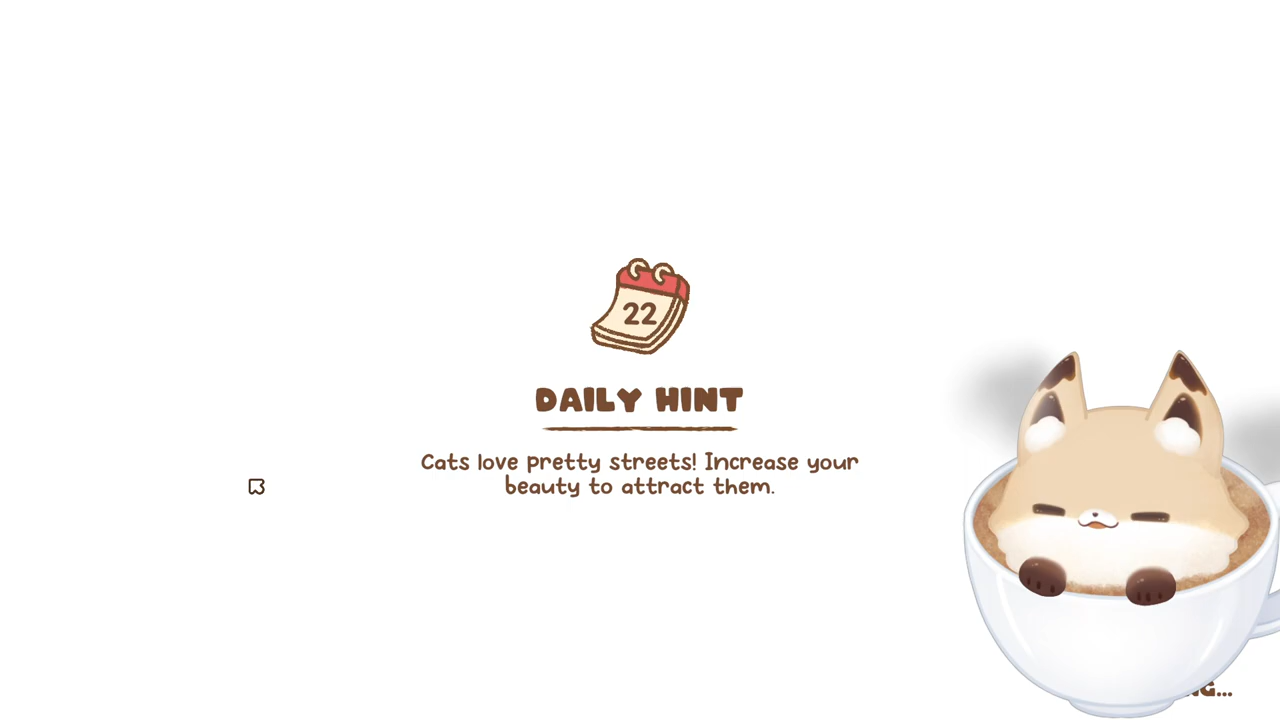 22
DAILY HINT
Cats love pretty streets! Increase your
beauty to attract them.